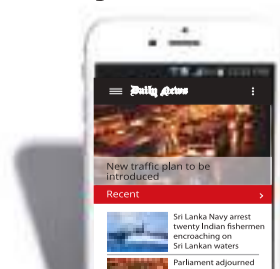 Daily News
New traffic plan to be
introduced
Recent
Sri Lanka Navy arrest
twenty Indian fishermen
encroaching on
Sri Lankan waters
Parliament adjourned